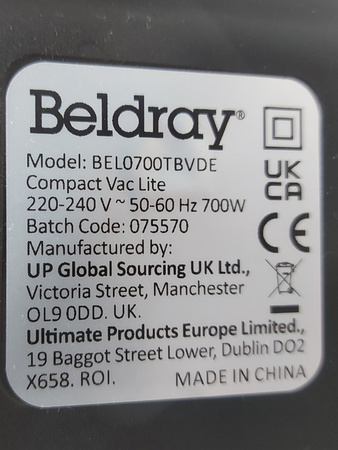 Beldray®
Model: BEL0700TBVDE
Compact Vac Lite
220-240 V ~ 50-60 Hz 700W
Batch Code: 075570
Manufactured by:
UP Global Sourcing UK Ltd.,
Victoria Street, Manchester
OL9 0DD. UK.
Ultimate Products Europe Limited.,
19 Baggot Street Lower, Dublin DO2
X658. ROI.
MADE IN CHINA
UK
CA
CE